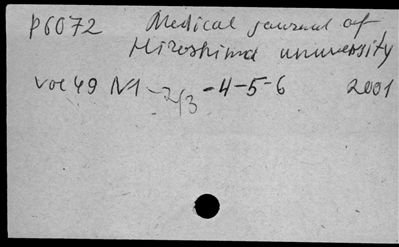 P6072 Medical journal of
Hiroshima university
Vol 49 N1-2/3-4-5-6 2001